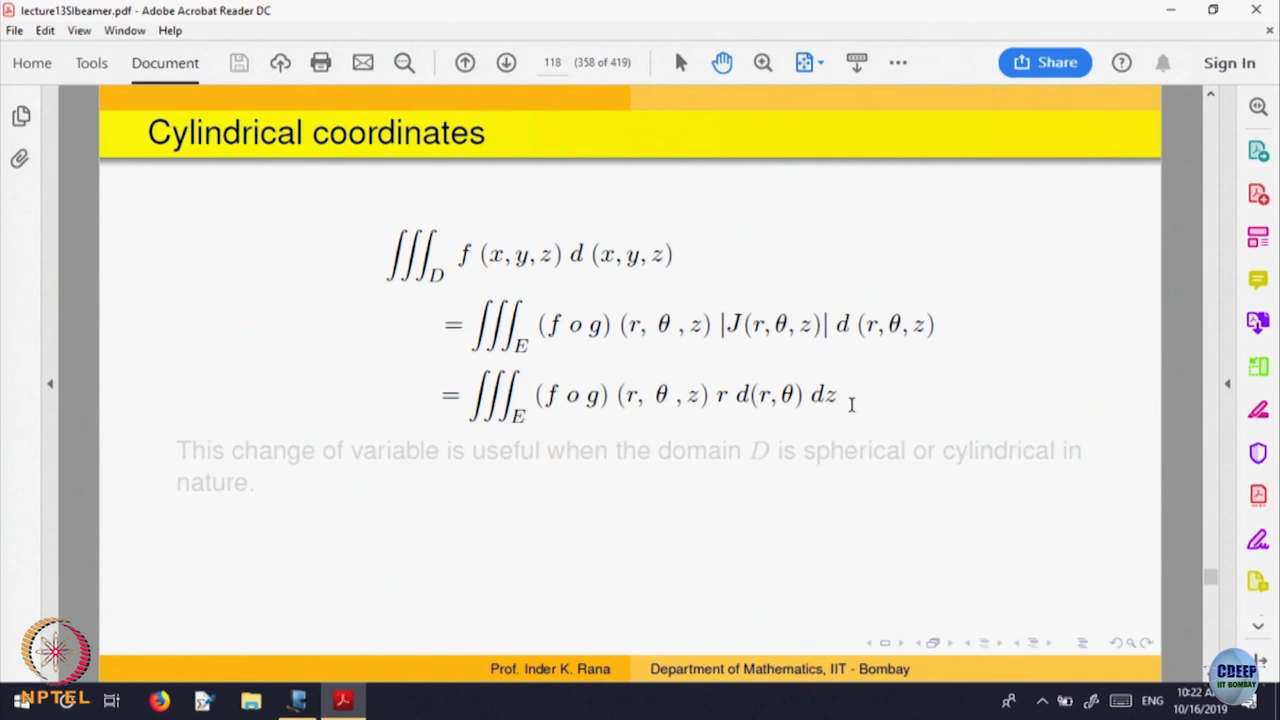 lecture13SIbeamer.pdf - Adobe Acrobat Reader DC
File Edit View Window Help
Home Tools Document 118 (358 of 419) Share Sign In
Cylindrical coordinates
∭_D f (x, y, z) d (x, y, z)
= ∭_E (f o g) (r, θ , z) |J(r, θ, z)| d (r, θ, z)
= ∭_E (f o g) (r, θ , z) r d(r, θ) dz
This change of variable is useful when the domain D is spherical or cylindrical in
nature.
Prof. Inder K. Rana Department of Mathematics, IIT - Bombay
NPTEL
CDEEP
IIT BOMBAY
ENG
10:22
10/16/2019